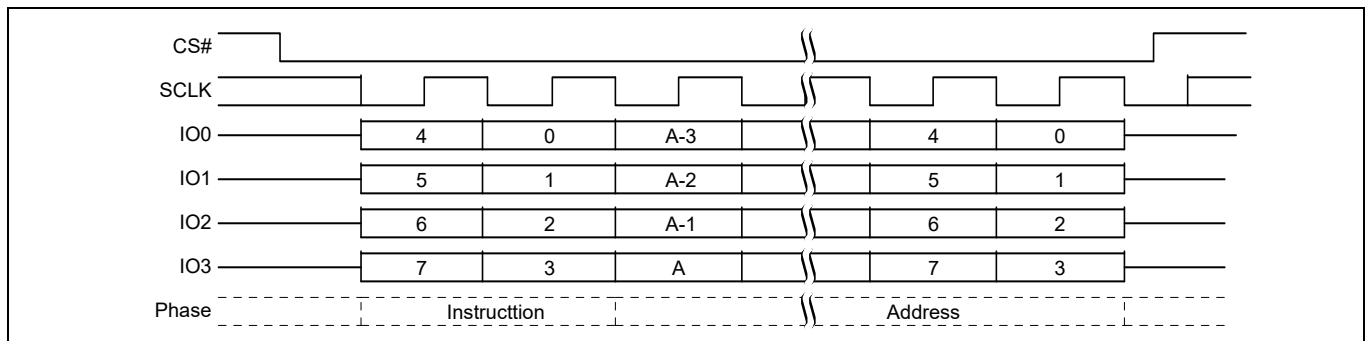 CS#
SCLK
IO0 4 0 A-3 4 0
IO1 5 1 A-2 5 1
IO2 6 2 A-1 6 2
IO3 7 3 A 7 3
Phase Instructtion Address